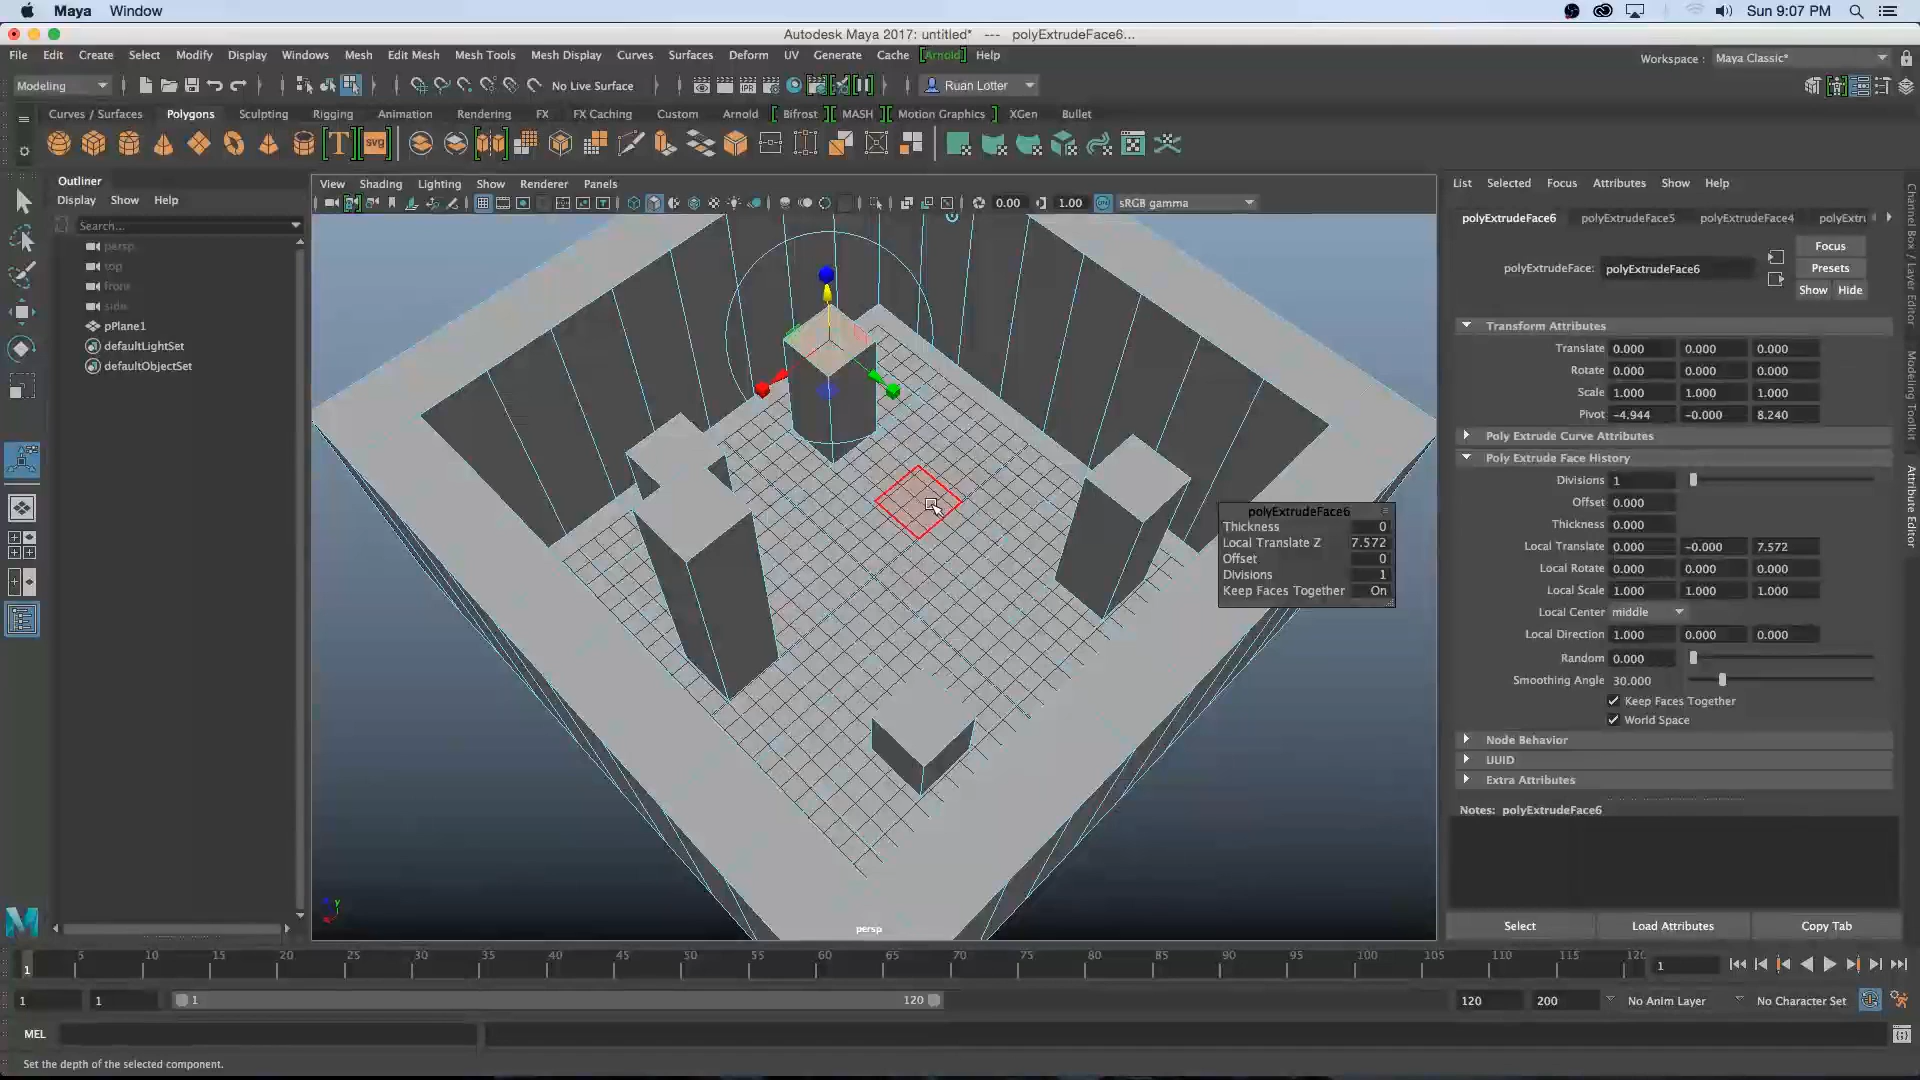 Maya Window Sun 9:07 PM
Autodesk Maya 2017: untitled* --- polyExtrudeFace6...
File Edit Create Select Modify Display Windows Mesh Edit Mesh Mesh Tools Mesh Display Curves Surfaces Deform UV Generate Cache [Arnold] Help
Workspace : Maya Classic*
Modeling No Live Surface Ruan Lotter
Curves / Surfaces Polygons Sculpting Rigging Animation Rendering FX FX Caching Custom Arnold Bifrost MASH Motion Graphics XGen Bullet
T svg
Outliner
Display Show Help
Search...
persp
top
front
side
pPlane1
defaultLightSet
defaultObjectSet
View Shading Lighting Show Renderer Panels
0.00 1.00 sRGB gamma
polyExtrudeFace6
Thickness 0
Local Translate Z 7.572
Offset 0
Divisions 1
Keep Faces Together On
persp
List Selected Focus Attributes Show Help
polyExtrudeFace6 polyExtrudeFace5 polyExtrudeFace4 polyExtru
Focus
polyExtrudeFace: polyExtrudeFace6 Presets
Show Hide
Transform Attributes
Translate 0.000 0.000 0.000
Rotate 0.000 0.000 0.000
Scale 1.000 1.000 1.000
Pivot -4.944 -0.000 8.240
Poly Extrude Curve Attributes
Poly Extrude Face History
Divisions 1
Offset 0.000
Thickness 0.000
Local Translate 0.000 -0.000 7.572
Local Rotate 0.000 0.000 0.000
Local Scale 1.000 1.000 1.000
Local Center middle
Local Direction 1.000 0.000 0.000
Random 0.000
Smoothing Angle 30.000
Keep Faces Together
World Space
Node Behavior
UUID
Extra Attributes
Notes: polyExtrudeFace6
Select Load Attributes Copy Tab
Channel Box / Layer Editor
Modeling Toolkit
Attribute Editor
1 5 10 15 20 25 30 35 40 45 50 55 60 65 70 75 80 85 90 95 100 105 110 115 120 1
1 1 1 120 120 200 No Anim Layer No Character Set
MEL
Set the depth of the selected component.